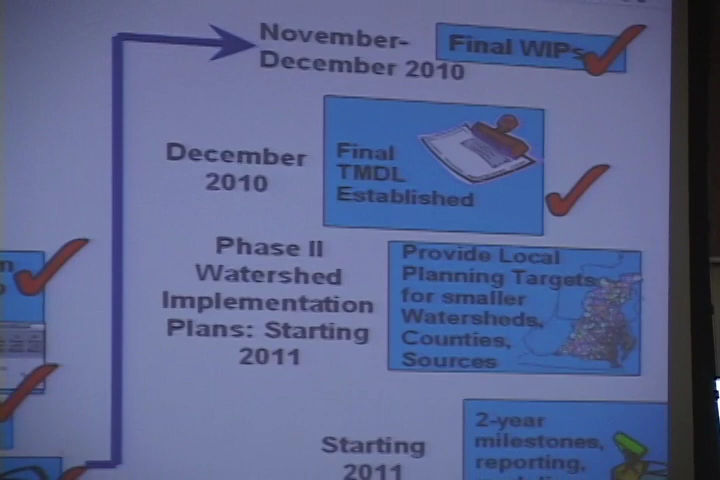 November-
December 2010
Final WIPs
December
2010
Final
TMDL
Established
Phase II
Watershed
Implementation
Plans: Starting
2011
Provide Local
Planning Targets
for smaller
Watersheds,
Counties,
Sources
Starting
2011
2-year
milestones,
reporting,